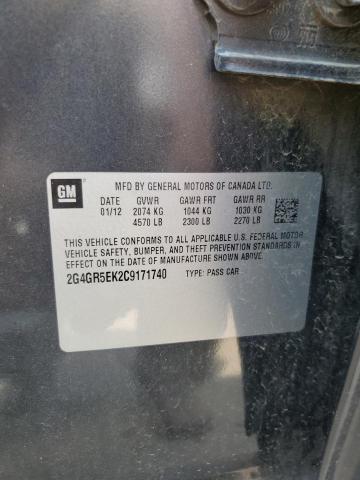 GM
MFD BY GENERAL MOTORS OF CANADA LTD.
DATE GVWR GAWR FRT GAWR RR
01/12 2074 KG 1044 KG 1030 KG
4570 LB 2300 LB 2270 LB
THIS VEHICLE CONFORMS TO ALL APPLICABLE U.S. FEDERAL MOTOR
VEHICLE SAFETY, BUMPER, AND THEFT PREVENTION STANDARDS IN
EFFECT ON THE DATE OF MANUFACTURE SHOWN ABOVE.
2G4GR5EK2C9171740 TYPE: PASS CAR